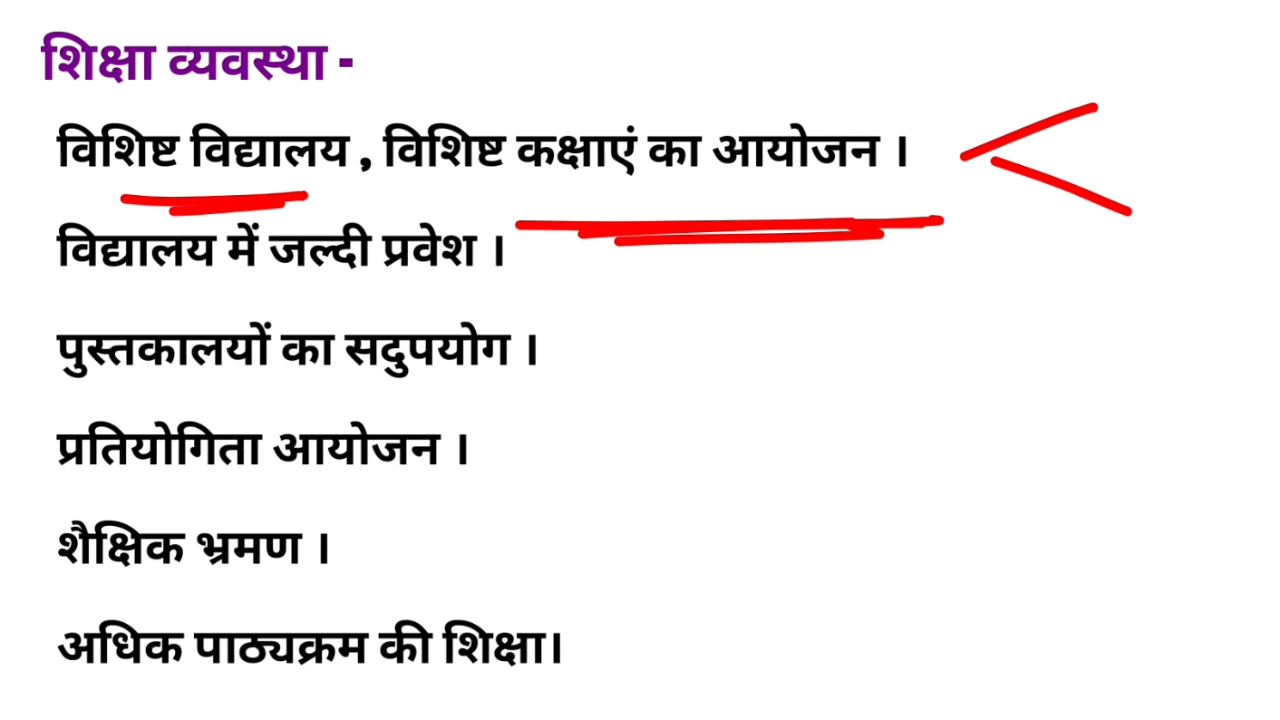 शिक्षा व्यवस्था -
विशिष्ट विद्यालय , विशिष्ट कक्षाएं का आयोजन ।
विद्यालय में जल्दी प्रवेश ।
पुस्तकालयों का सदुपयोग ।
प्रतियोगिता आयोजन ।
शैक्षिक भ्रमण ।
अधिक पाठ्यक्रम की शिक्षा।